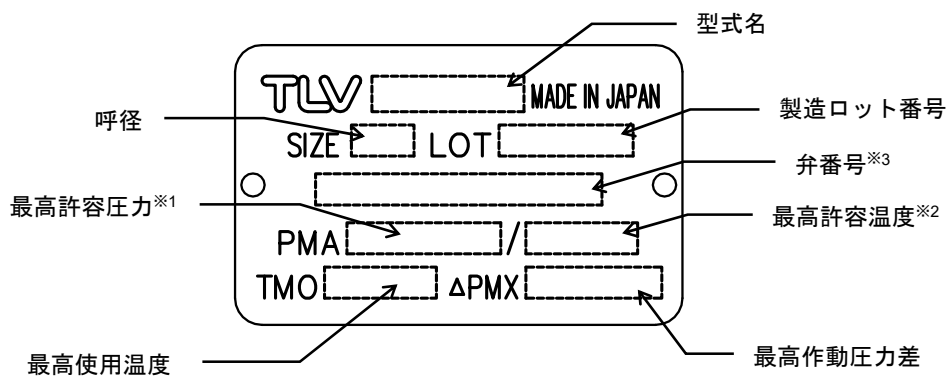 型式名
TLV MADE IN JAPAN
呼径
製造ロット番号
SIZE LOT
弁番号※3
最高許容圧力※1
最高許容温度※2
PMA /
TMO ΔPMX
最高使用温度
最高作動圧力差